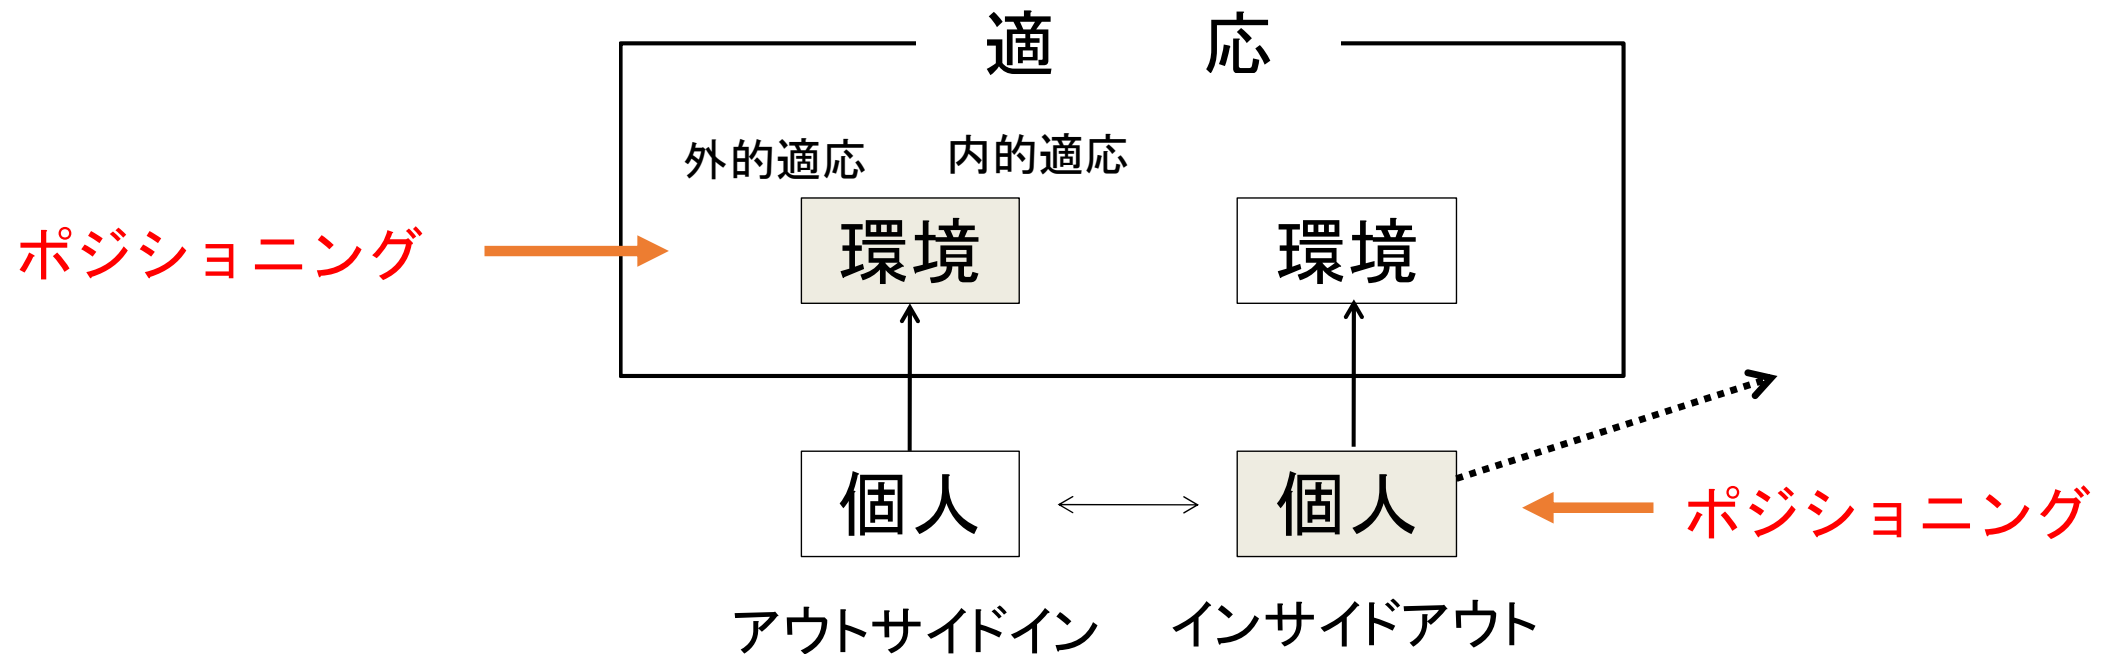 適 応
外的適応 内的適応
ポジショニング 環境 環境
個人 個人 ポジショニング
アウトサイドイン インサイドアウト